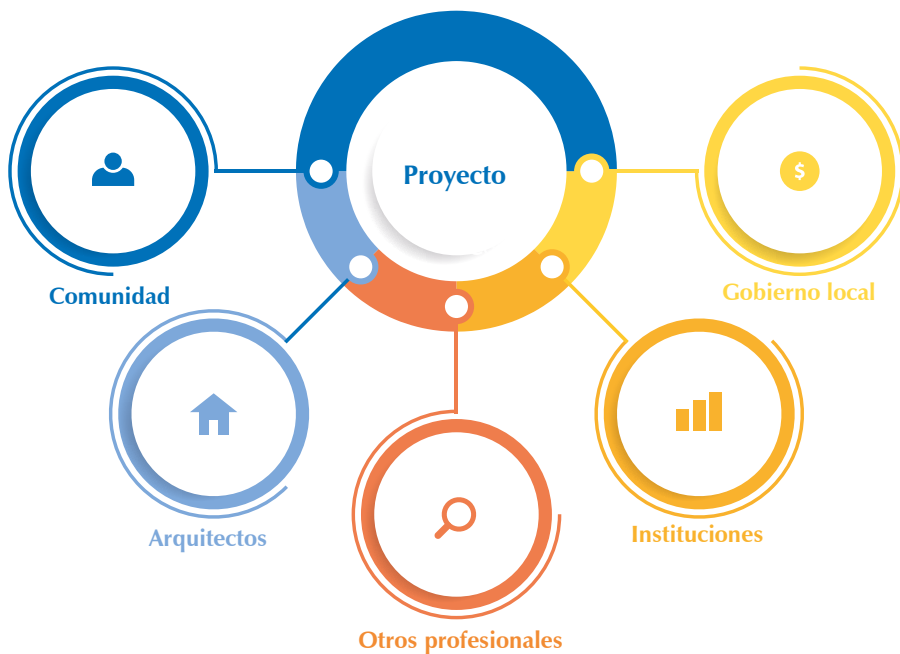 Proyecto
$
Comunidad
Gobierno local
Arquitectos
Instituciones
Otros profesionales